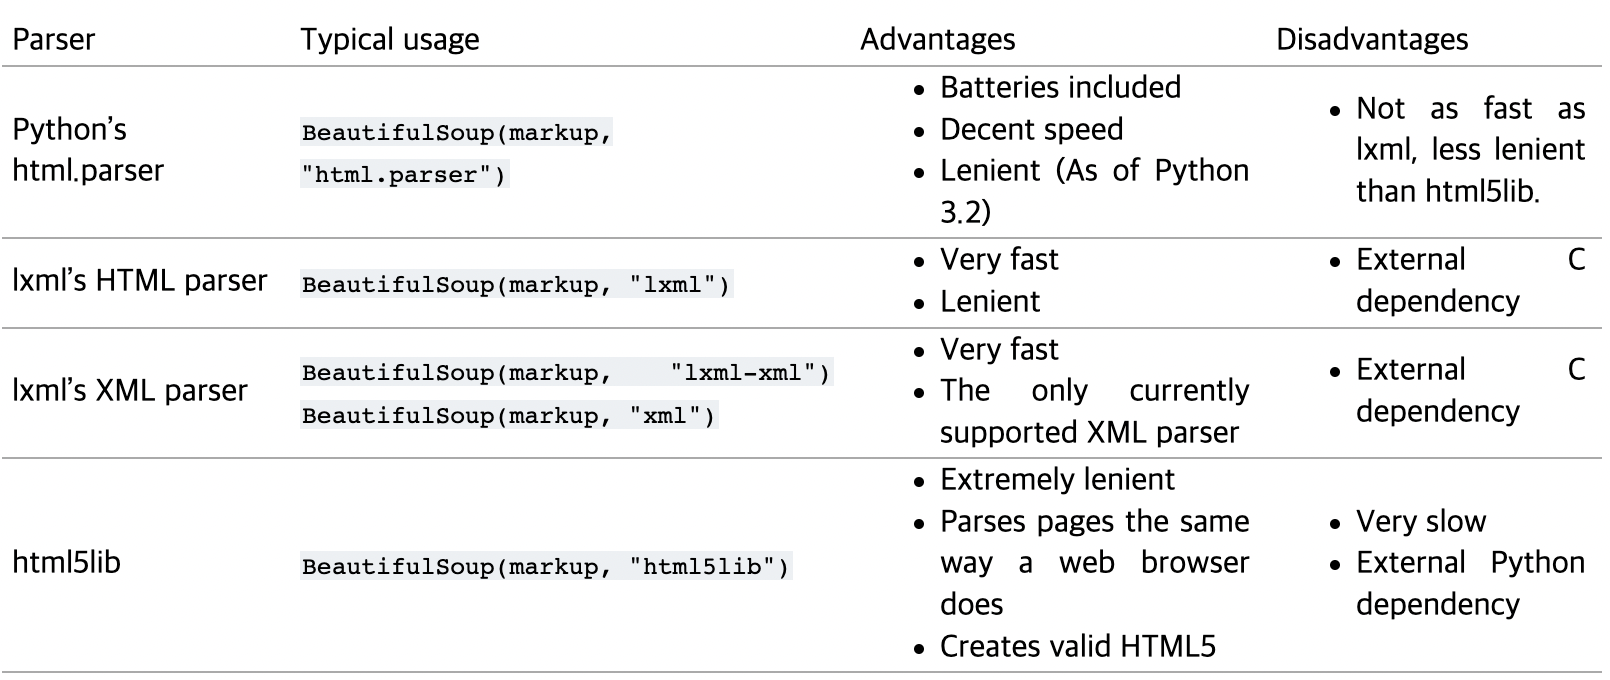 Parser Typical usage Advantages Disadvantages
Python’s
html.parser
BeautifulSoup(markup,
"html.parser")
• Batteries included
• Decent speed
• Lenient (As of Python
3.2)
• Not as fast as
lxml, less lenient
than html5lib.
lxml’s HTML parser
BeautifulSoup(markup, "lxml")
• Very fast
• Lenient
• External C
dependency
lxml’s XML parser
BeautifulSoup(markup, "lxml-xml")
BeautifulSoup(markup, "xml")
• Very fast
• The only currently
supported XML parser
• External C
dependency
html5lib
BeautifulSoup(markup, "html5lib")
• Extremely lenient
• Parses pages the same
way a web browser
does
• Creates valid HTML5
• Very slow
• External Python
dependency